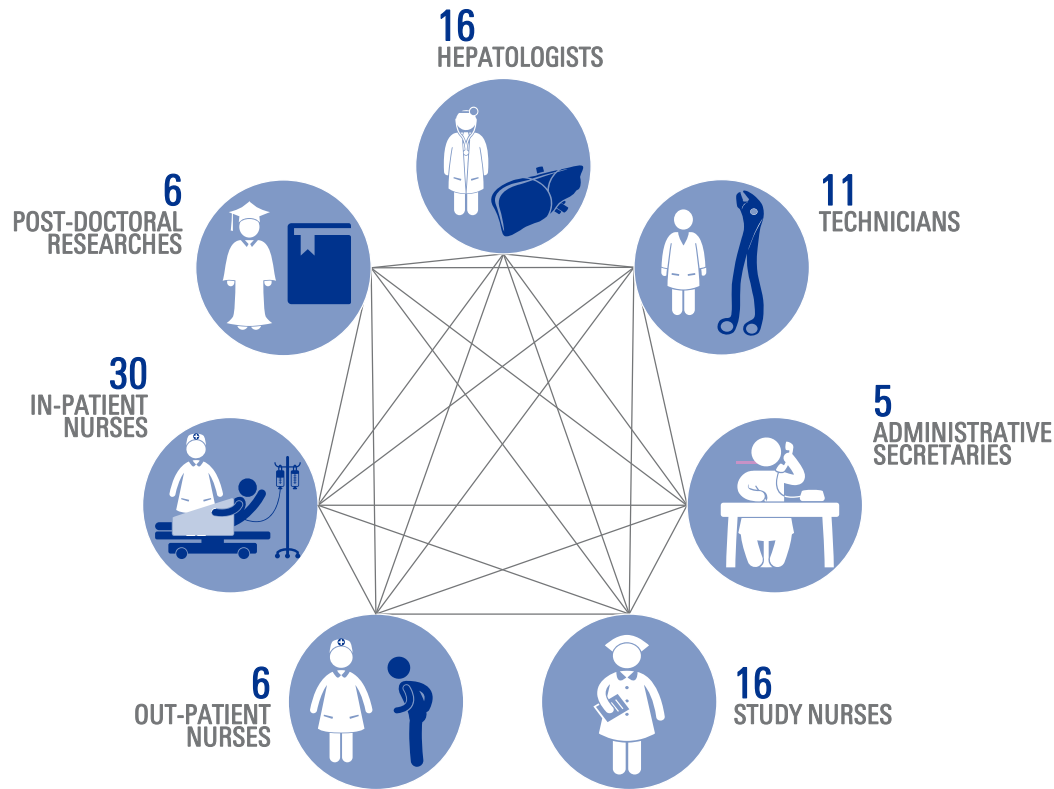 16
HEPATOLOGISTS
6
POST-DOCTORAL
RESEARCHES
11
TECHNICIANS
30
IN-PATIENT
NURSES
5
ADMINISTRATIVE
SECRETARIES
6
OUT-PATIENT
NURSES
16
STUDY NURSES